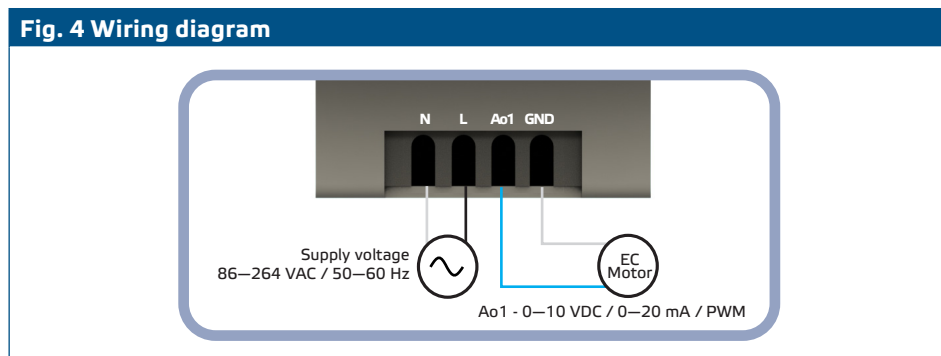 Fig. 4 Wiring diagram
N L Ao1 GND
Supply voltage
86—264 VAC / 50—60 Hz
EC
Motor
Ao1 - 0—10 VDC / 0—20 mA / PWM